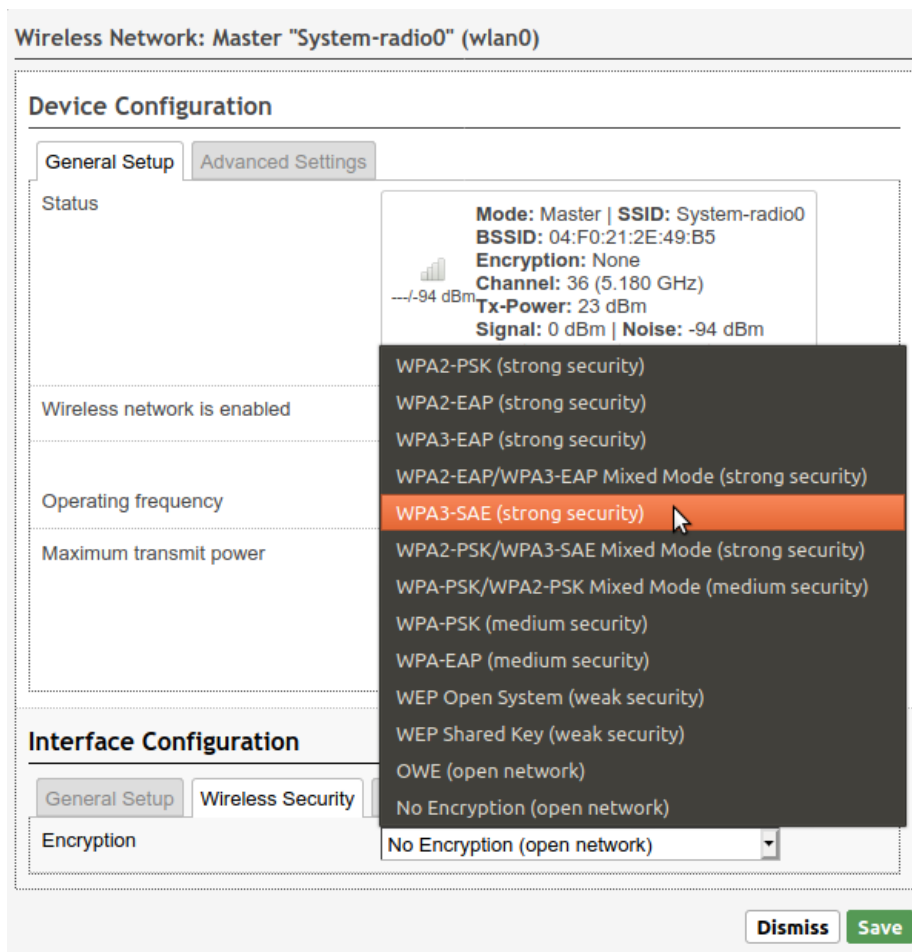 Wireless Network: Master "System-radio0" (wlan0)
Device Configuration
General Setup
Advanced Settings
Status
Mode: Master | SSID: System-radio0
BSSID: 04:F0:21:2E:49:B5
Encryption: None
Channel: 36 (5.180 GHz)
---/-94 dBm
Tx-Power: 23 dBm
Signal: 0 dBm | Noise: -94 dBm
Wireless network is enabled
Operating frequency
Maximum transmit power
WPA2-PSK (strong security)
WPA2-EAP (strong security)
WPA3-EAP (strong security)
WPA2-EAP/WPA3-EAP Mixed Mode (strong security)
WPA3-SAE (strong security)
WPA2-PSK/WPA3-SAE Mixed Mode (strong security)
WPA-PSK/WPA2-PSK Mixed Mode (medium security)
WPA-PSK (medium security)
WPA-EAP (medium security)
WEP Open System (weak security)
WEP Shared Key (weak security)
OWE (open network)
No Encryption (open network)
Interface Configuration
General Setup
Wireless Security
Encryption
No Encryption (open network)
Dismiss
Save